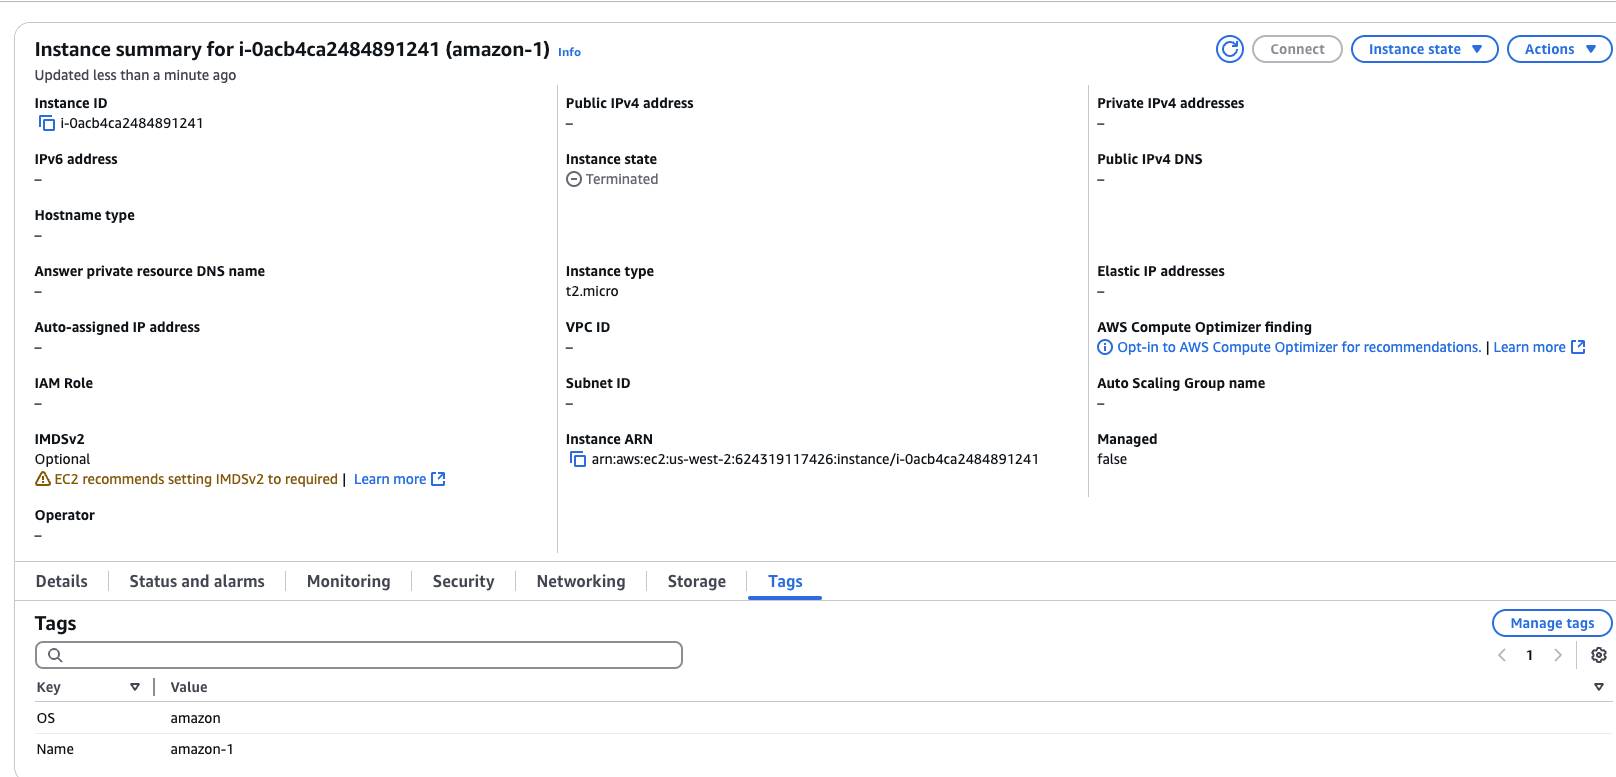 Instance summary for i-0acb4ca2484891241 (amazon-1) Info
Connect
Instance state
Actions
Updated less than a minute ago
Instance ID
i-0acb4ca2484891241
Public IPv4 address
–
Private IPv4 addresses
–
IPv6 address
–
Instance state
Terminated
Public IPv4 DNS
–
Hostname type
–
Answer private resource DNS name
–
Instance type
t2.micro
Elastic IP addresses
–
Auto-assigned IP address
–
VPC ID
–
AWS Compute Optimizer finding
Opt-in to AWS Compute Optimizer for recommendations. | Learn more
IAM Role
–
Subnet ID
–
Auto Scaling Group name
–
IMDSv2
Optional
EC2 recommends setting IMDSv2 to required | Learn more
Instance ARN
arn:aws:ec2:us-west-2:624319117426:instance/i-0acb4ca2484891241
Managed
false
Operator
–
Details
Status and alarms
Monitoring
Security
Networking
Storage
Tags
Tags
Manage tags
1
Key Value
OS amazon
Name amazon-1